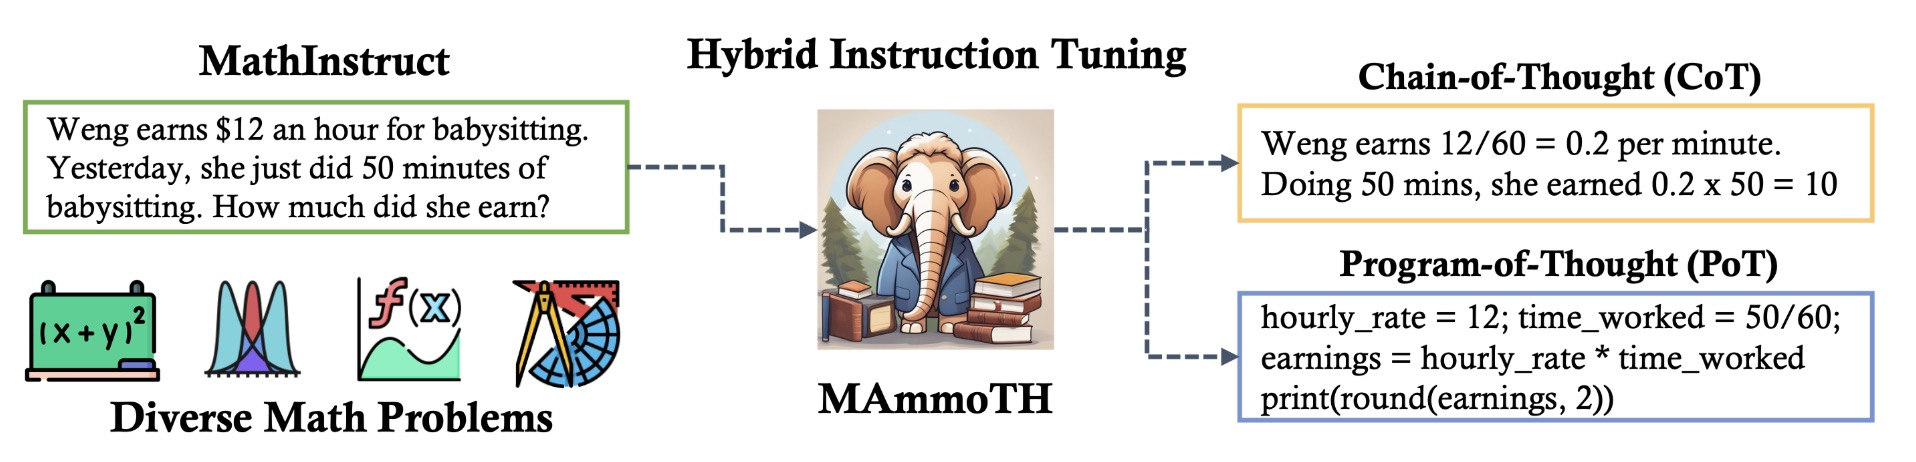 MathInstruct
Weng earns $12 an hour for babysitting.
Yesterday, she just did 50 minutes of
babysitting. How much did she earn?
(x+y)²
f(x)
Diverse Math Problems
Hybrid Instruction Tuning
MAmmoTH
Chain-of-Thought (CoT)
Weng earns 12/60 = 0.2 per minute.
Doing 50 mins, she earned 0.2 x 50 = 10
Program-of-Thought (PoT)
hourly_rate = 12; time_worked = 50/60;
earnings = hourly_rate * time_worked
print(round(earnings, 2))